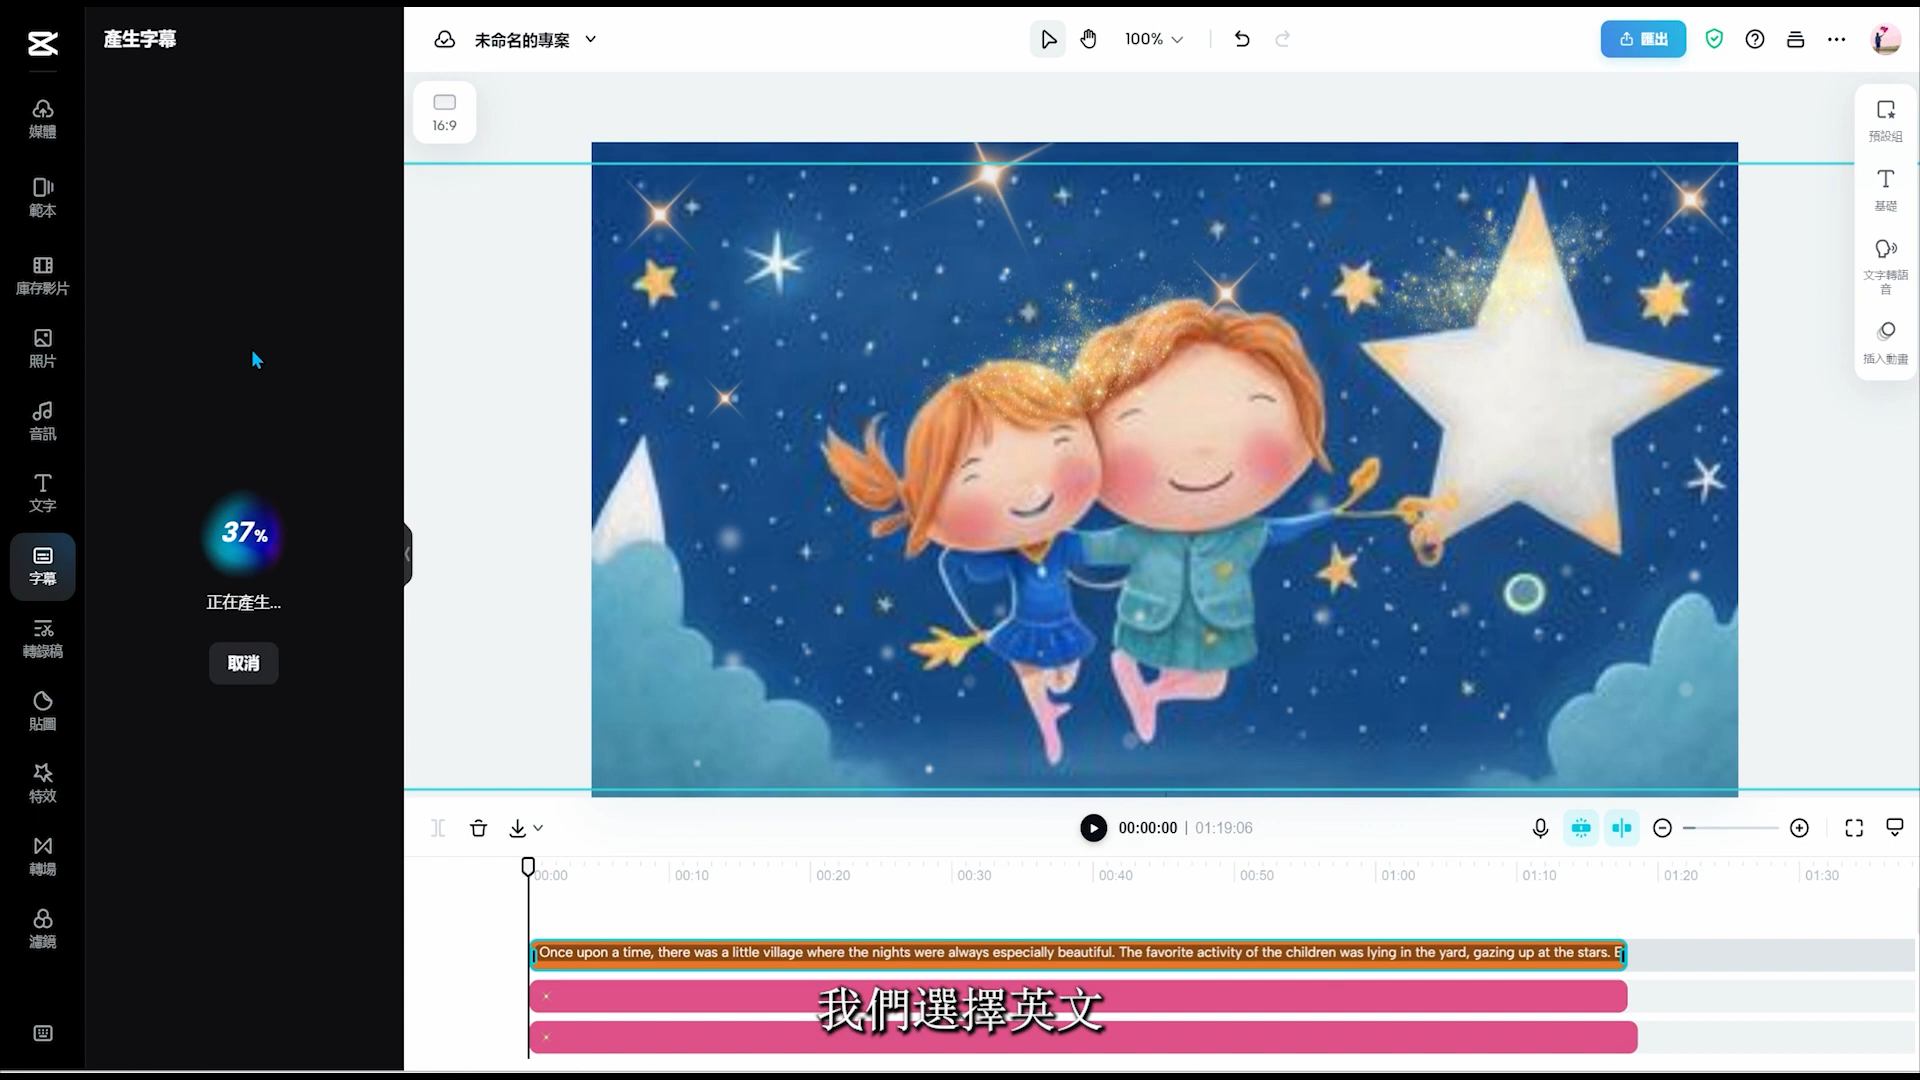 產生字幕
未命名的專案
100%
匯出
媒體
範本
庫存影片
照片
音訊
文字
字幕
轉錄稿
貼圖
特效
轉場
濾鏡
37%
正在產生...
取消
16:9
預設組
基礎
文字轉語
音
插入動畫
00:00:00 | 01:19:06
00:00 00:10 00:20 00:30 00:40 00:50 01:00 01:10 01:20 01:30
Once upon a time, there was a little village where the nights were always especially beautiful. The favorite activity of the children was lying in the yard, gazing up at the stars. E
我們選擇英文